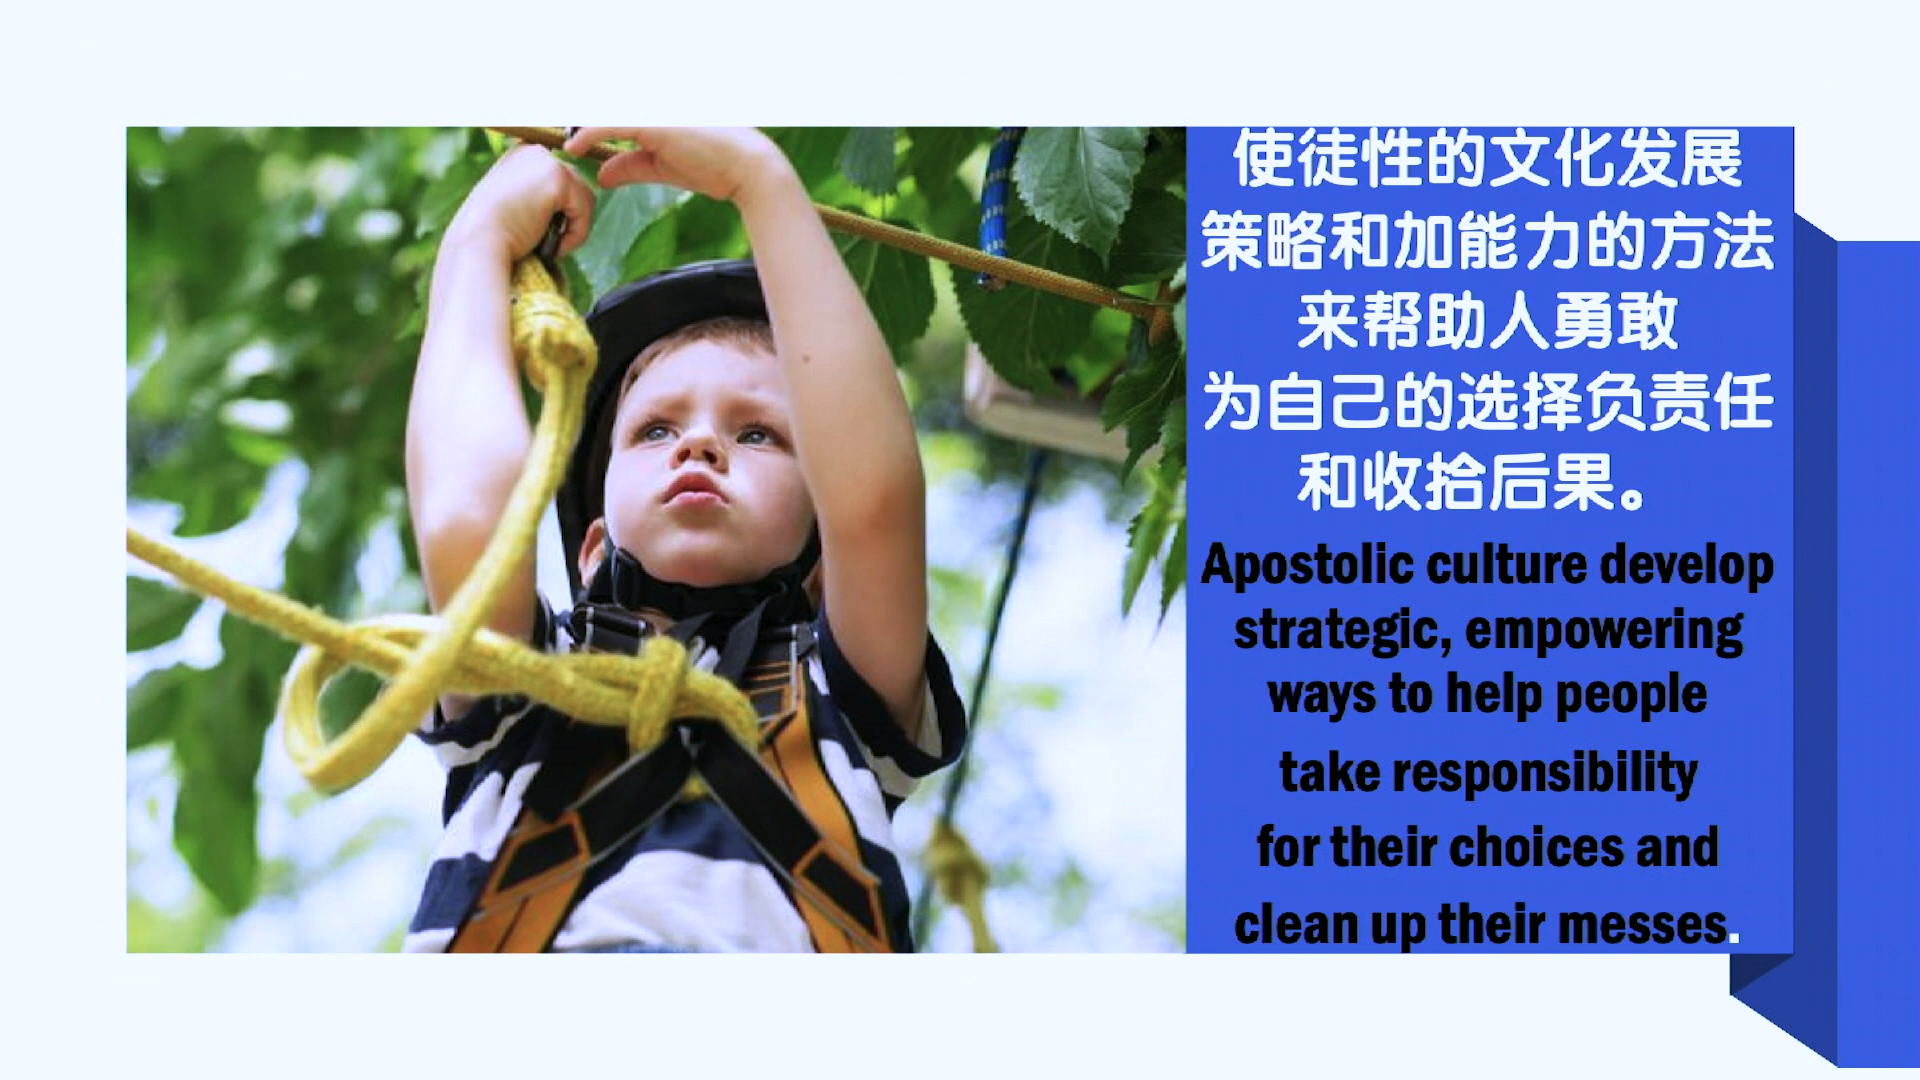 使徒性的文化发展
策略和加能力的方法
来帮助人勇敢
为自己的选择负责任
和收拾后果。
Apostolic culture develop
strategic, empowering
ways to help people
take responsibility
for their choices and
clean up their messes.